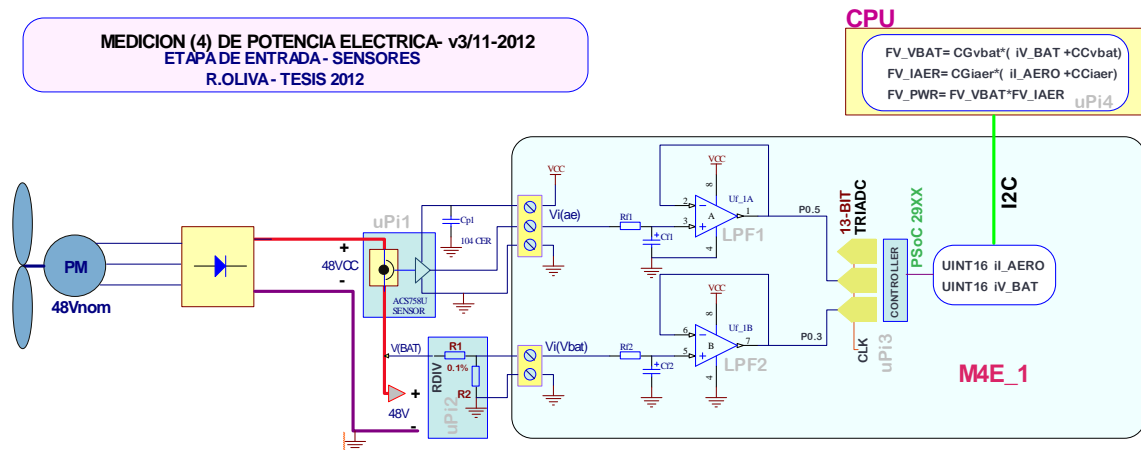 MEDICION (4) DE POTENCIA ELECTRICA- v3/11-2012
ETAPA DE ENTRADA - SENSORES
R.OLIVA - TESIS 2012
CPU
FV_VBAT= CGvbat*( iV_BAT +CCvbat)
FV_IAER= CGiaer*( iI_AERO +CCiaer)
FV_PWR= FV_VBAT*FV_IAER
uPi4
I2C
PM
48Vnom
+
48VCC
-
uPi1
ACS758U
SENSOR
Cp1
104 CER
VCC
Vi(ae)
Rf1
Cf1
+
VCC
8
2
3
A
1
4
Uf_1A
LPF1
P0.5
V(BAT)
R1
0.1%
R2
RDIV
uPi2
+
48V
-
Vi(Vbat)
Rf2
Cf2
+
VCC
8
6
5
B
7
4
Uf_1B
LPF2
P0.3
13-BIT
TRIADC
CLK
CONTROLLER
uPi3
PSoC 29XX
UINT16 iI_AERO
UINT16 iV_BAT
M4E_1